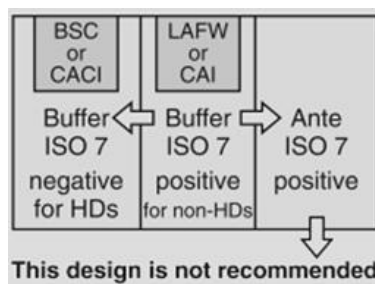 BSC
or
CACI
Buffer
ISO 7
negative
for HDs
LAFW
or
CAI
Buffer
ISO 7
positive
for non-HDs
Ante
ISO 7
positive
This design is not recommended